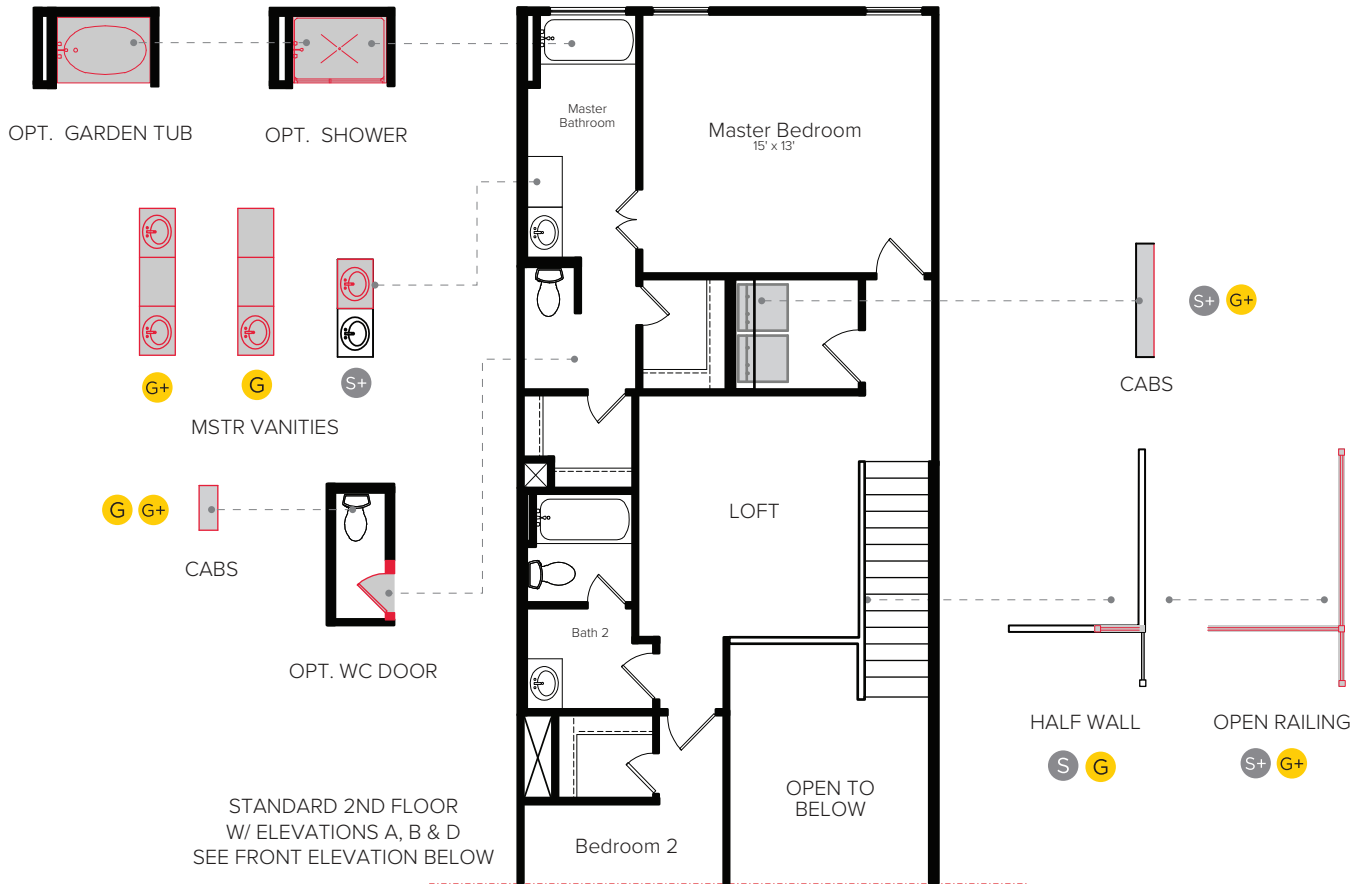 OPT. GARDEN TUB
OPT. SHOWER
Master
Bathroom
Master Bedroom
15' x 13'
G+
G
S+
MSTR VANITIES
S+
G+
CABS
G
G+
CABS
OPT. WC DOOR
LOFT
Bath 2
HALF WALL
S
G
OPEN RAILING
S+
G+
OPEN TO
BELOW
Bedroom 2
STANDARD 2ND FLOOR
W/ ELEVATIONS A, B & D
SEE FRONT ELEVATION BELOW